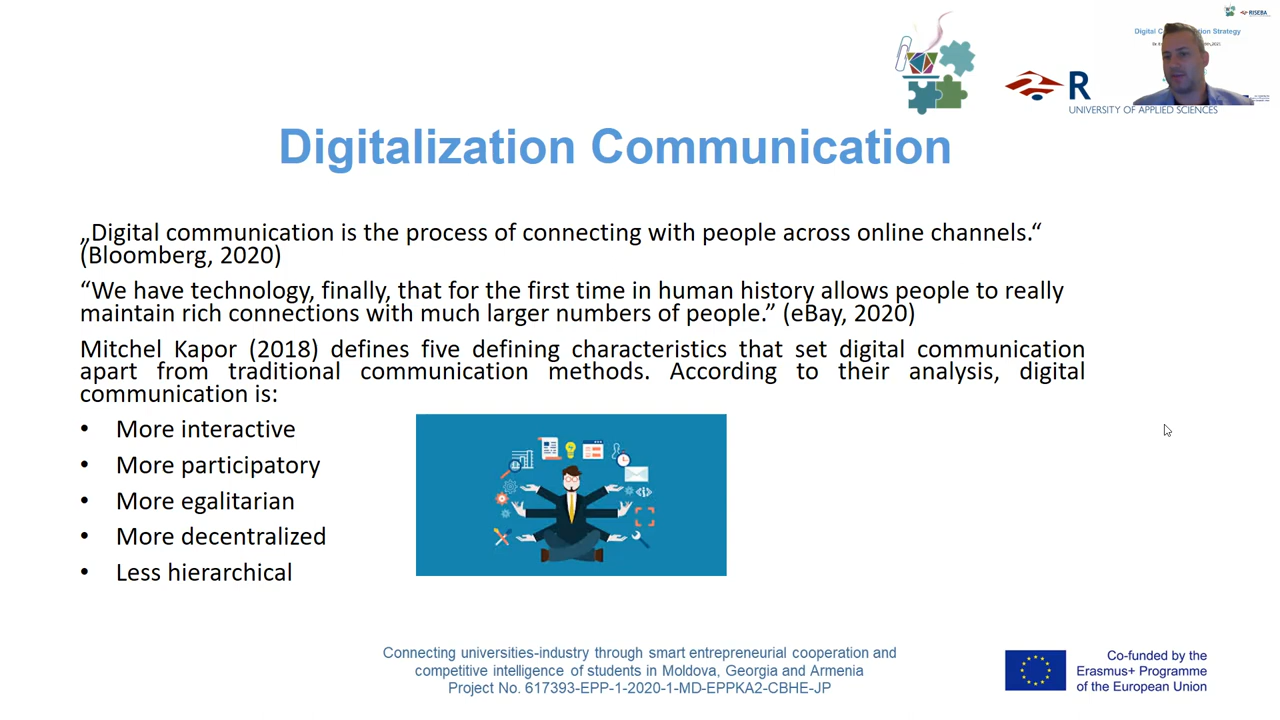 RISEBA
Digital C
tion Strategy
R
UNIVERSITY OF APPLIED SCIENCES
Digitalization Communication
„Digital communication is the process of connecting with people across online channels.“
(Bloomberg, 2020)
“We have technology, finally, that for the first time in human history allows people to really
maintain rich connections with much larger numbers of people.” (eBay, 2020)
Mitchel Kapor (2018) defines five defining characteristics that set digital communication
apart from traditional communication methods. According to their analysis, digital
communication is:
• More interactive
• More participatory
• More egalitarian
• More decentralized
• Less hierarchical
Connecting universities-industry through smart entrepreneurial cooperation and
competitive intelligence of students in Moldova, Georgia and Armenia
Project No. 617393-EPP-1-2020-1-MD-EPPKA2-CBHE-JP
Co-funded by the
Erasmus+ Programme
of the European Union